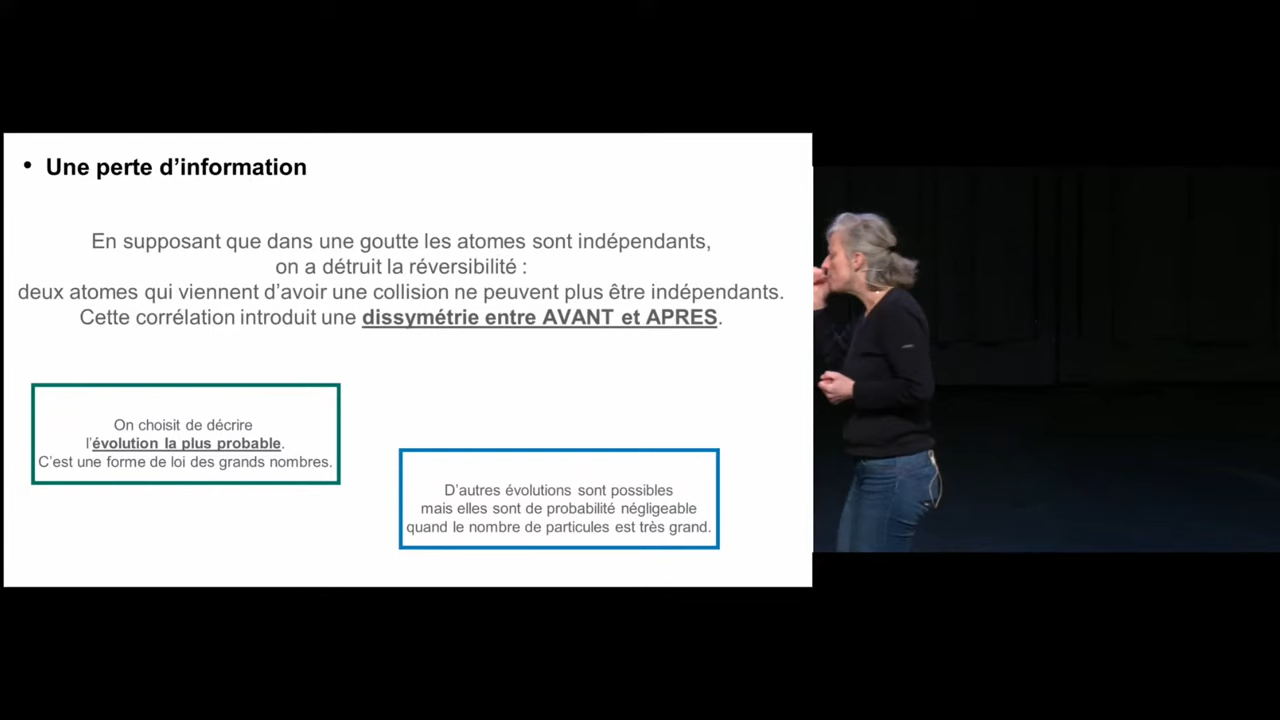 • Une perte d’information
En supposant que dans une goutte les atomes sont indépendants,
on a détruit la réversibilité :
deux atomes qui viennent d’avoir une collision ne peuvent plus être indépendants.
Cette corrélation introduit une dissymétrie entre AVANT et APRES.
On choisit de décrire
l’évolution la plus probable.
C’est une forme de loi des grands nombres.
D’autres évolutions sont possibles
mais elles sont de probabilité négligeable
quand le nombre de particules est très grand.